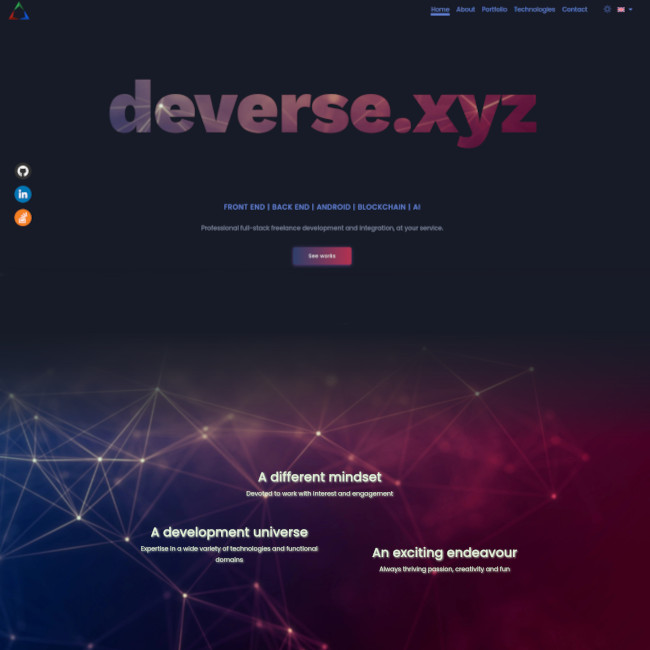 Home About Portfolio Technologies Contact
deverse.xyz
FRONT END | BACK END | ANDROID | BLOCKCHAIN | AI
Professional full-stack freelance development and integration, at your service.
See works
A different mindset
Devoted to work with interest and engagement
A development universe
Expertise in a wide variety of technologies and functional
domains
An exciting endeavour
Always thriving passion, creativity and fun